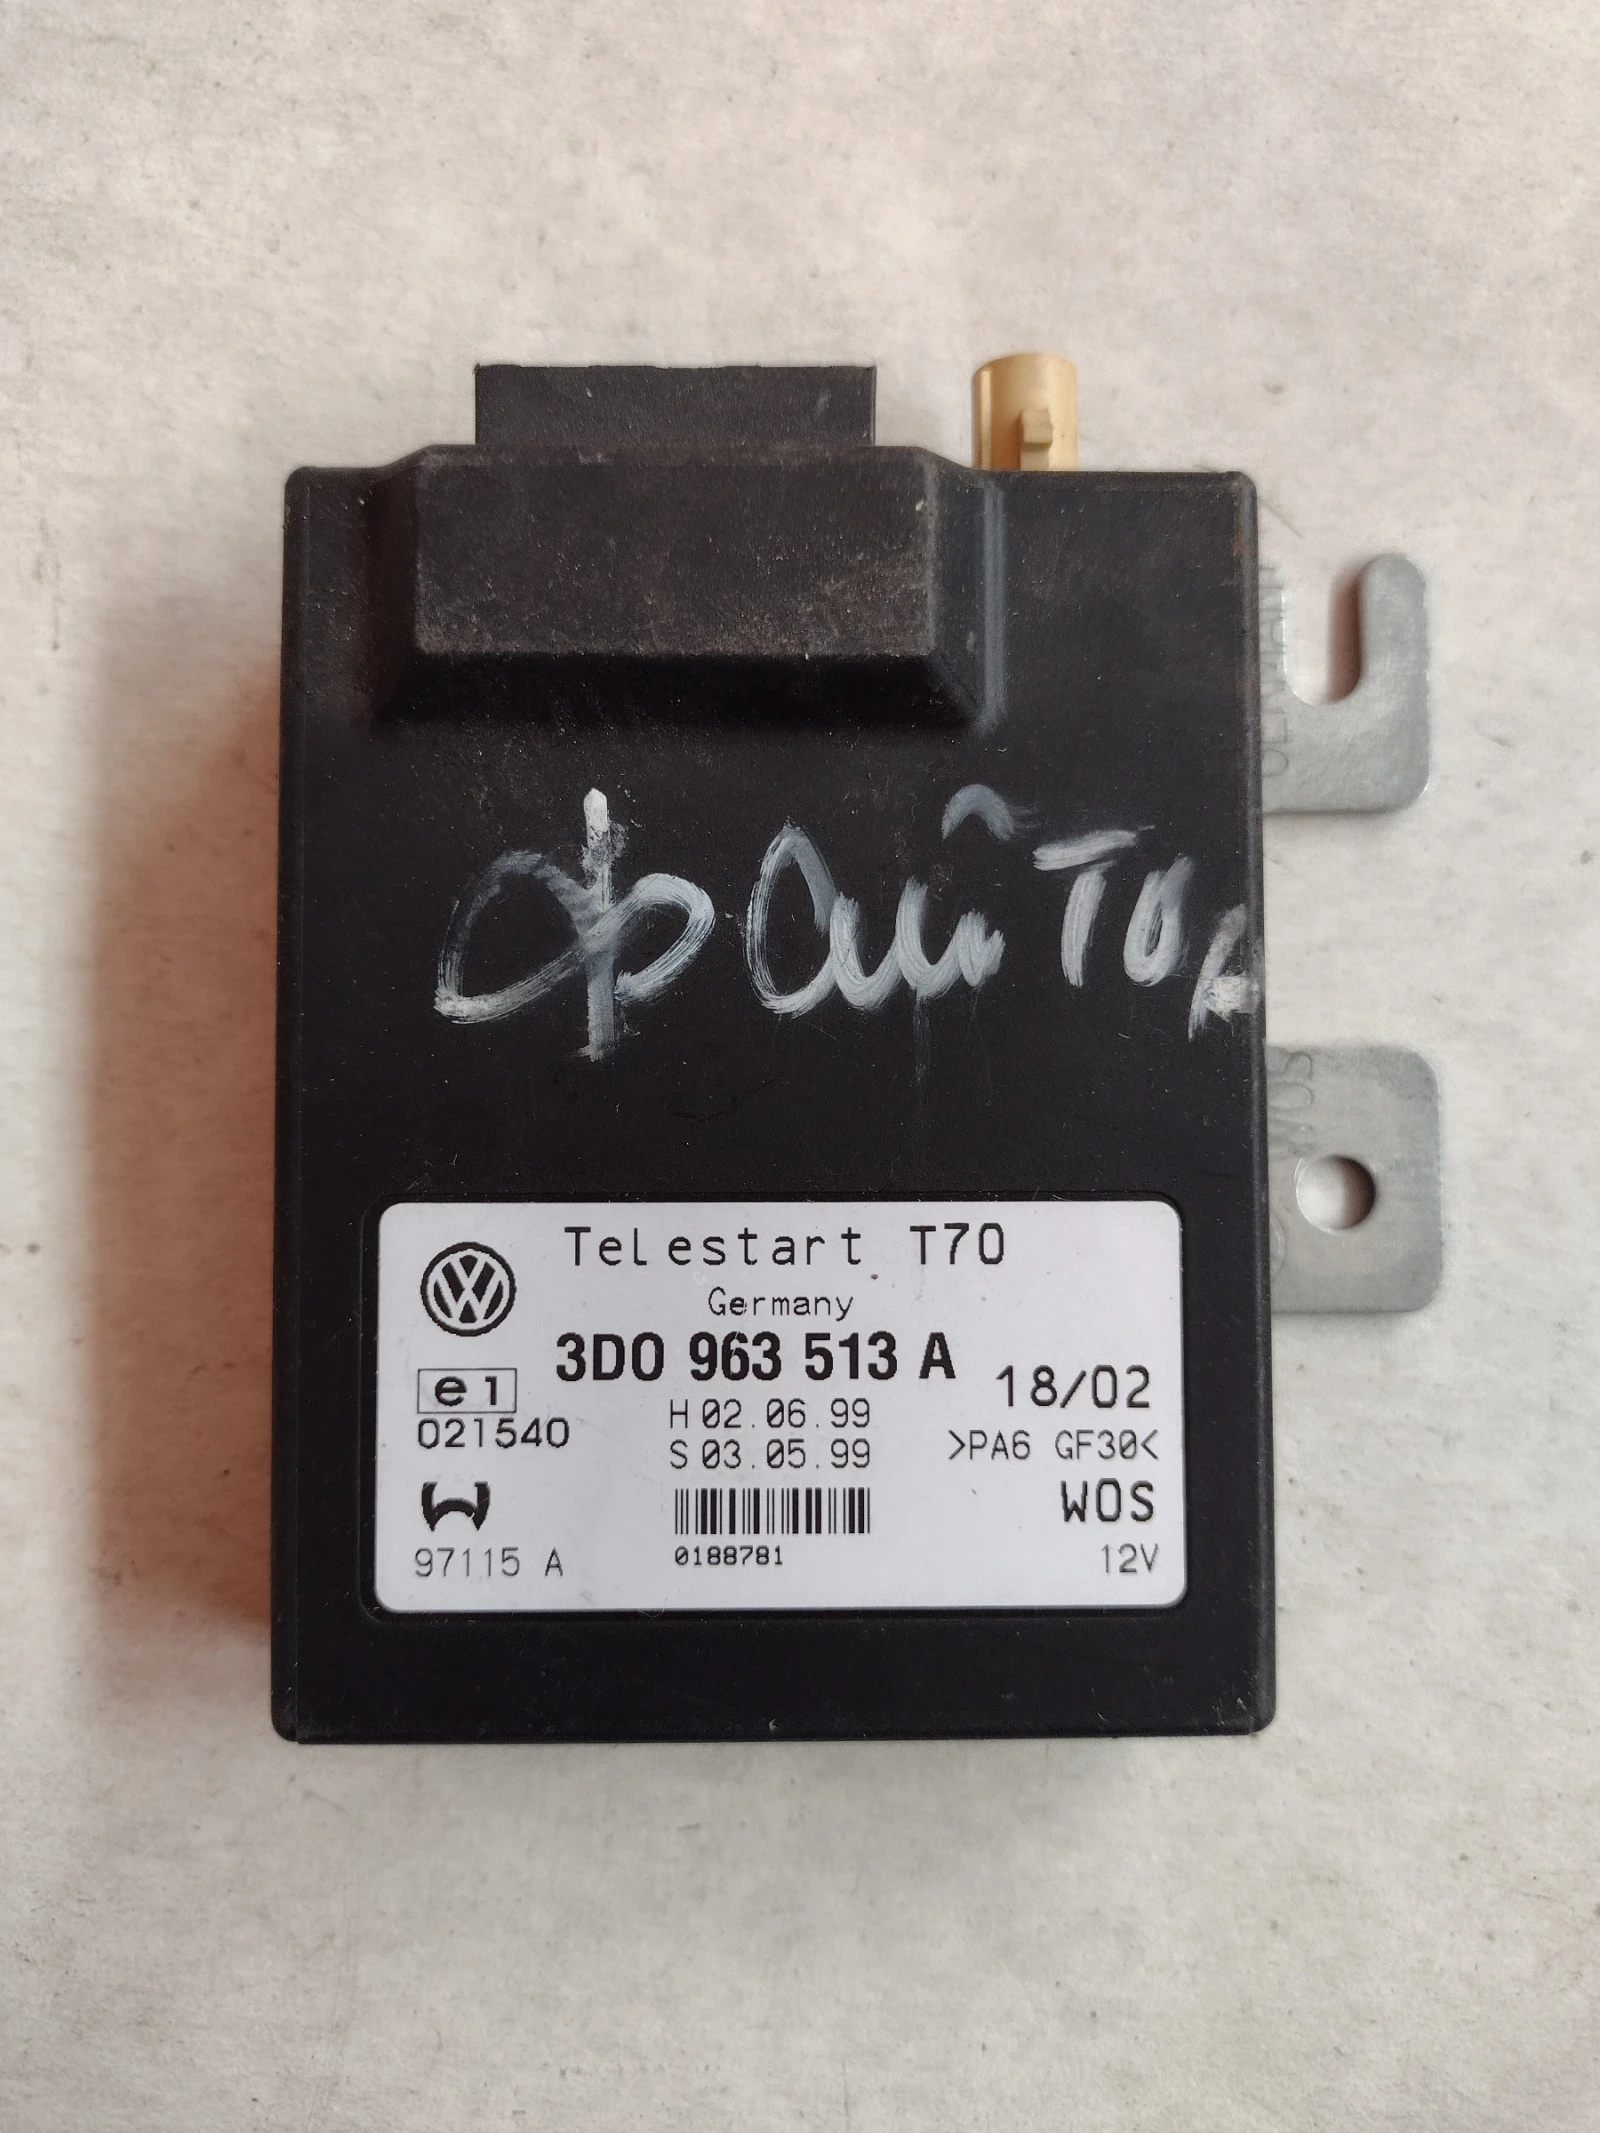 Файтол
Telestart T70
Germany
3D0 963 513 A
18/02
e1
021540
H 02.06.99
S 03.05.99
>PA6 GF30<
WOS
97115 A
0188781
12V